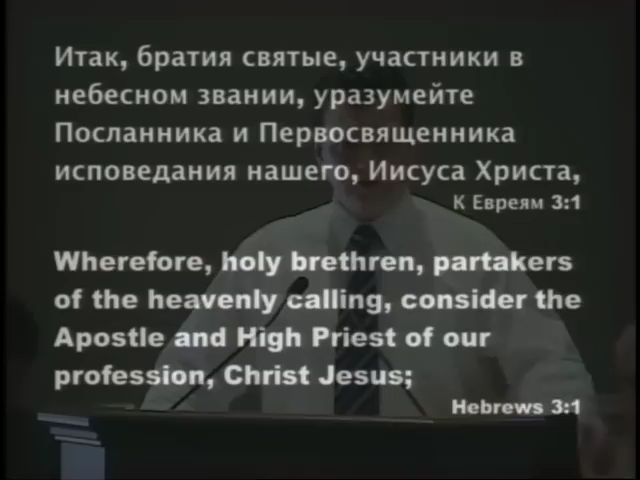 Итак, братия святые, участники в
небесном звании, уразумейте
Посланника и Первосвященника
исповедания нашего, Иисуса Христа,
К Евреям 3:1
Wherefore, holy brethren, partakers
of the heavenly calling, consider the
Apostle and High Priest of our
profession, Christ Jesus;
Hebrews 3:1